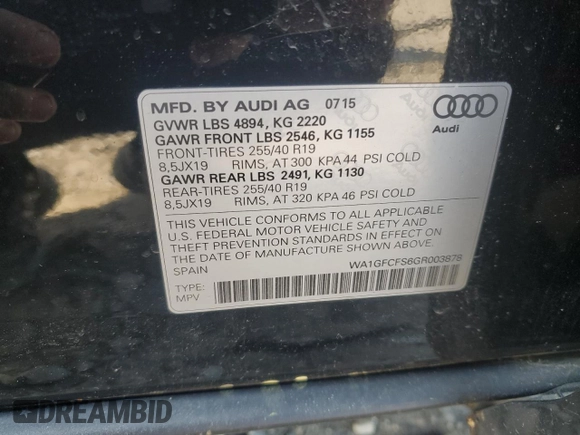 MFD. BY AUDI AG 07 15
GVWR LBS 4894, KG 2220
GAWR FRONT LBS 2546, KG 1155
FRONT-TIRES 255/40 R19
8,5JX19 RIMS, AT 300 KPA 44 PSI COLD
GAWR REAR LBS 2491, KG 1130
REAR-TIRES 255/40 R19
8,5JX19 RIMS, AT 320 KPA 46 PSI COLD
Audi
THIS VEHICLE CONFORMS TO ALL APPLICABLE
U.S. FEDERAL MOTOR VEHICLE SAFETY AND
THEFT PREVENTION STANDARDS IN EFFECT ON
THE DATE OF MANUFACTURE SHOWN ABOVE.
SPAIN
WA1GFCFS6GR003878
TYPE:
MPV
DREAMBID